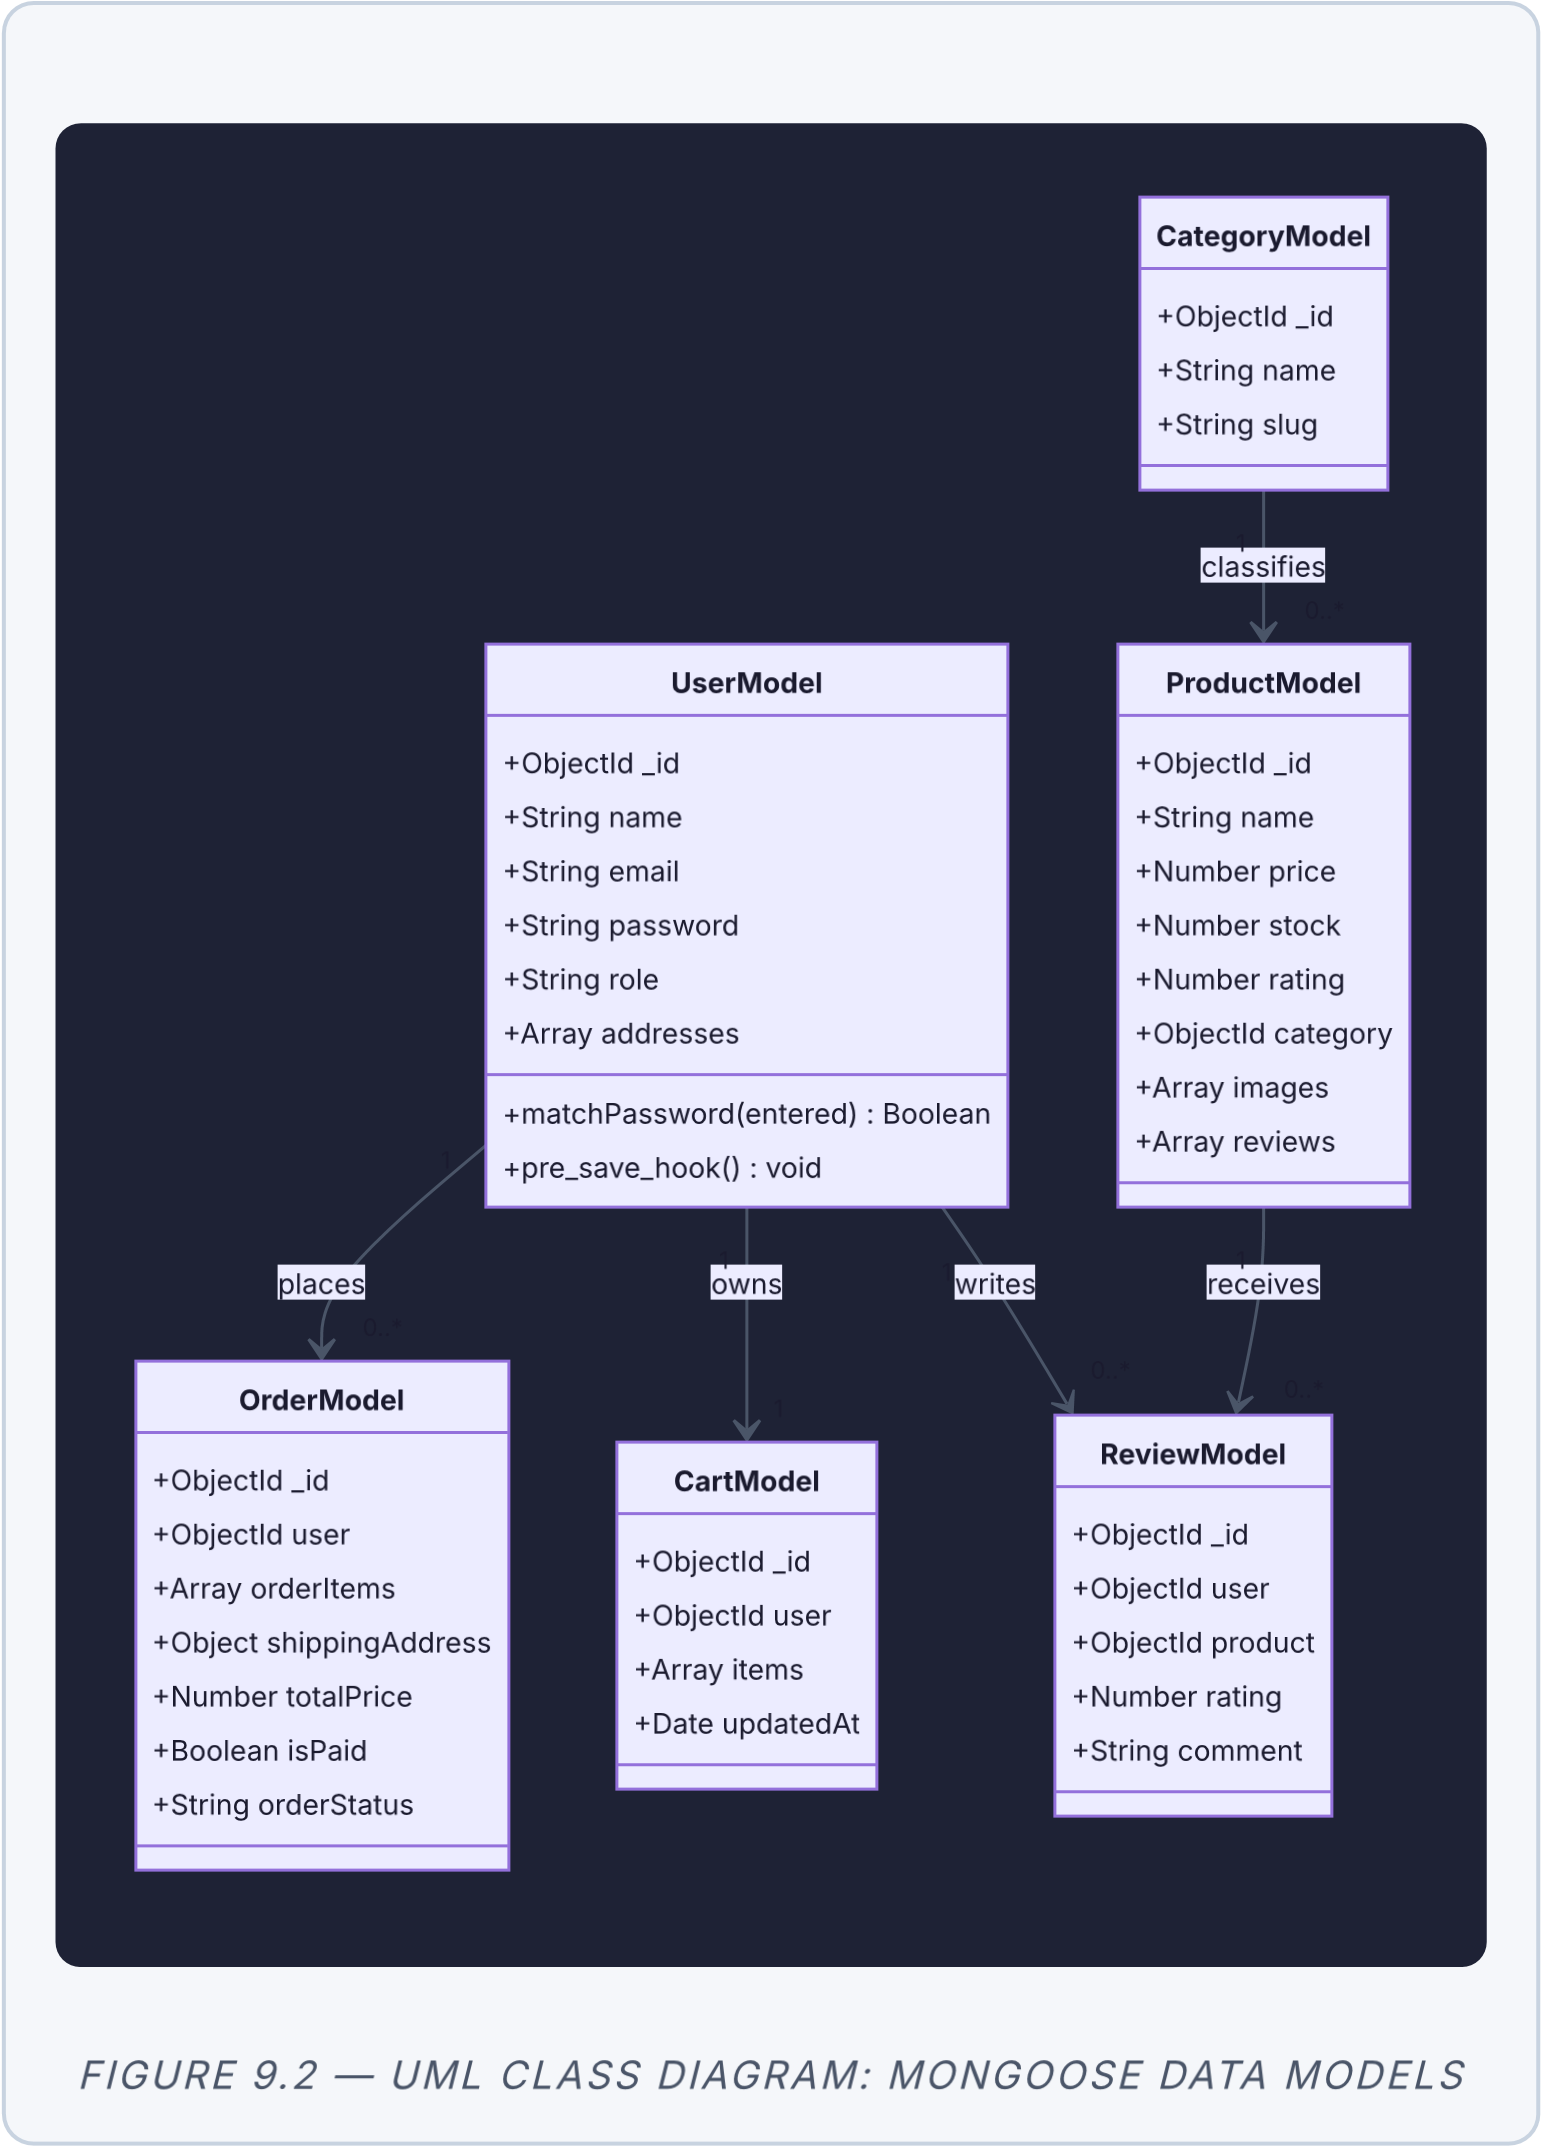 CategoryModel
+ObjectId _id
+String name
+String slug
1
classifies
0..*
UserModel
+ObjectId _id
+String name
+String email
+String password
+String role
+Array addresses
+matchPassword(entered) : Boolean
+pre_save_hook() : void
ProductModel
+ObjectId _id
+String name
+Number price
+Number stock
+Number rating
+ObjectId category
+Array images
+Array reviews
1
places
0..*
1
owns
1
1
writes
0..*
1
receives
0..*
OrderModel
+ObjectId _id
+ObjectId user
+Array orderItems
+Object shippingAddress
+Number totalPrice
+Boolean isPaid
+String orderStatus
CartModel
+ObjectId _id
+ObjectId user
+Array items
+Date updatedAt
ReviewModel
+ObjectId _id
+ObjectId user
+ObjectId product
+Number rating
+String comment
FIGURE 9.2 — UML CLASS DIAGRAM: MONGOOSE DATA MODELS